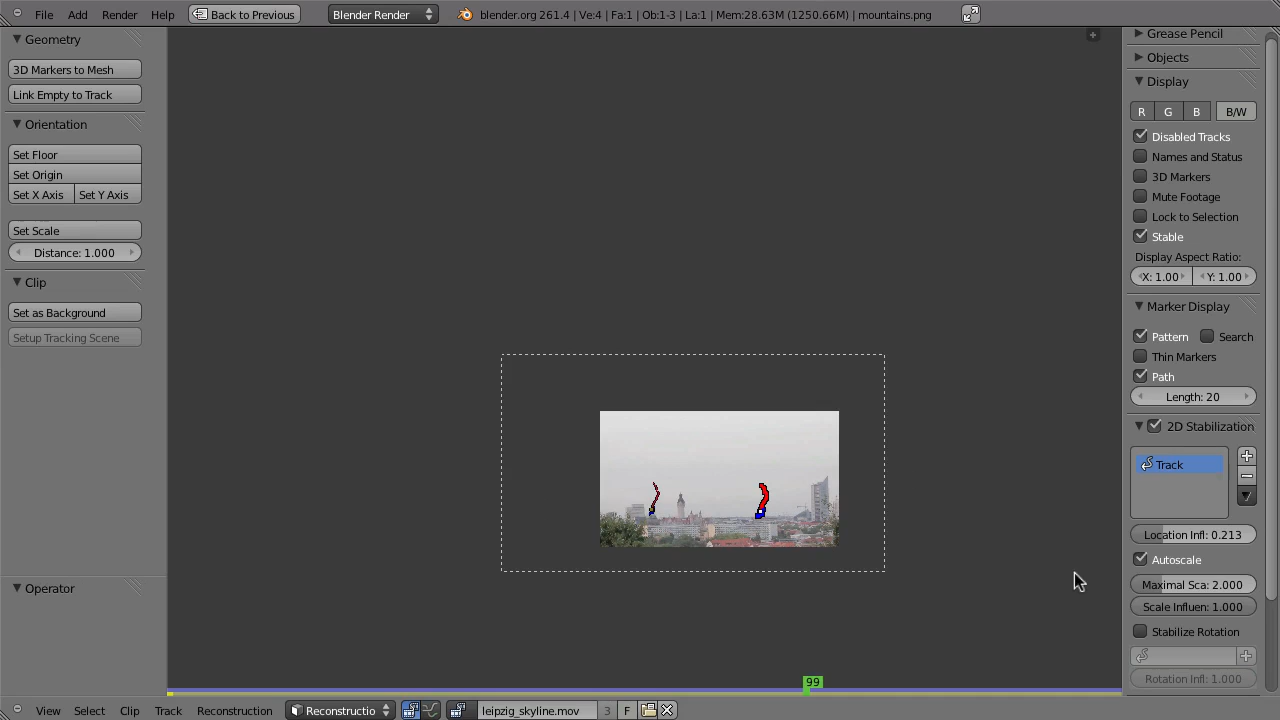 File Add Render Help Back to Previous Blender Render blender.org 261.4 | Ve:4 | Fa:1 | Ob:1-3 | La:1 | Mem:28.63M (1250.66M) | mountains.png
Geometry
3D Markers to Mesh
Link Empty to Track
Orientation
Set Floor
Set Origin
Set X Axis Set Y Axis
Set Scale
Distance: 1.000
Clip
Set as Background
Setup Tracking Scene
Operator
99
Grease Pencil
Objects
Display
R G B B/W
Disabled Tracks
Names and Status
3D Markers
Mute Footage
Lock to Selection
Stable
Display Aspect Ratio:
X: 1.00 Y: 1.00
Marker Display
Pattern Search
Thin Markers
Path
Length: 20
2D Stabilization
Track
Location Infl: 0.213
Autoscale
Maximal Sca: 2.000
Scale Influen: 1.000
Stabilize Rotation
Rotation Infl: 1.000
View Select Clip Track Reconstruction Reconstructio leipzig_skyline.mov 3 F